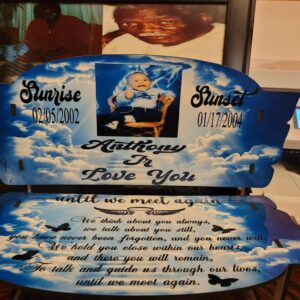 Sunrise
02/05/2002
Sunset
01/17/2004
Anthony
Jr
Love You
until we meet again
We think about you always,
we talk about you still,
you have never been forgotten, and you never will
We hold you close within our hearts,
and there you will remain,
To talk and guide us through our lives,
until we meet again.